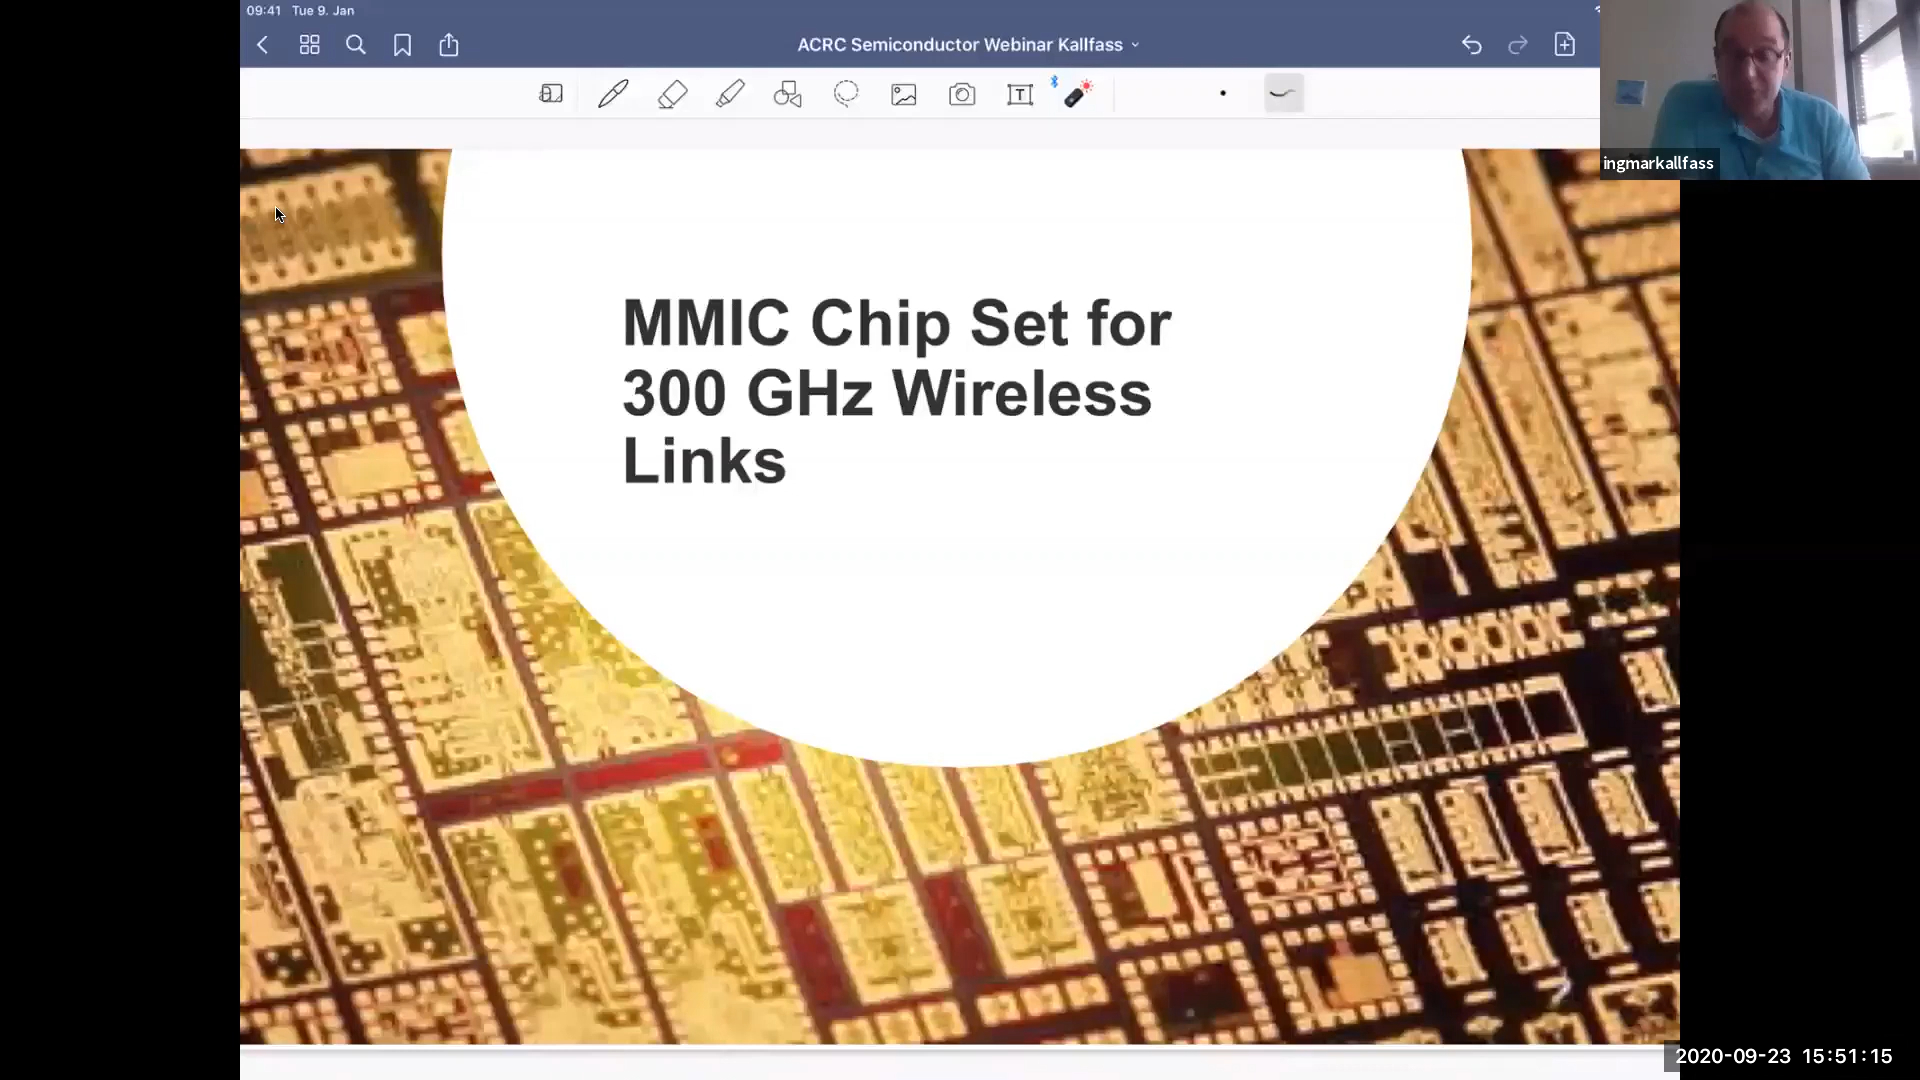 09:41 Tue 9. Jan
ACRC Semiconductor Webinar Kallfass
T
ingmarkallfass
MMIC Chip Set for
300 GHz Wireless
Links
2020-09-23 15:51:15